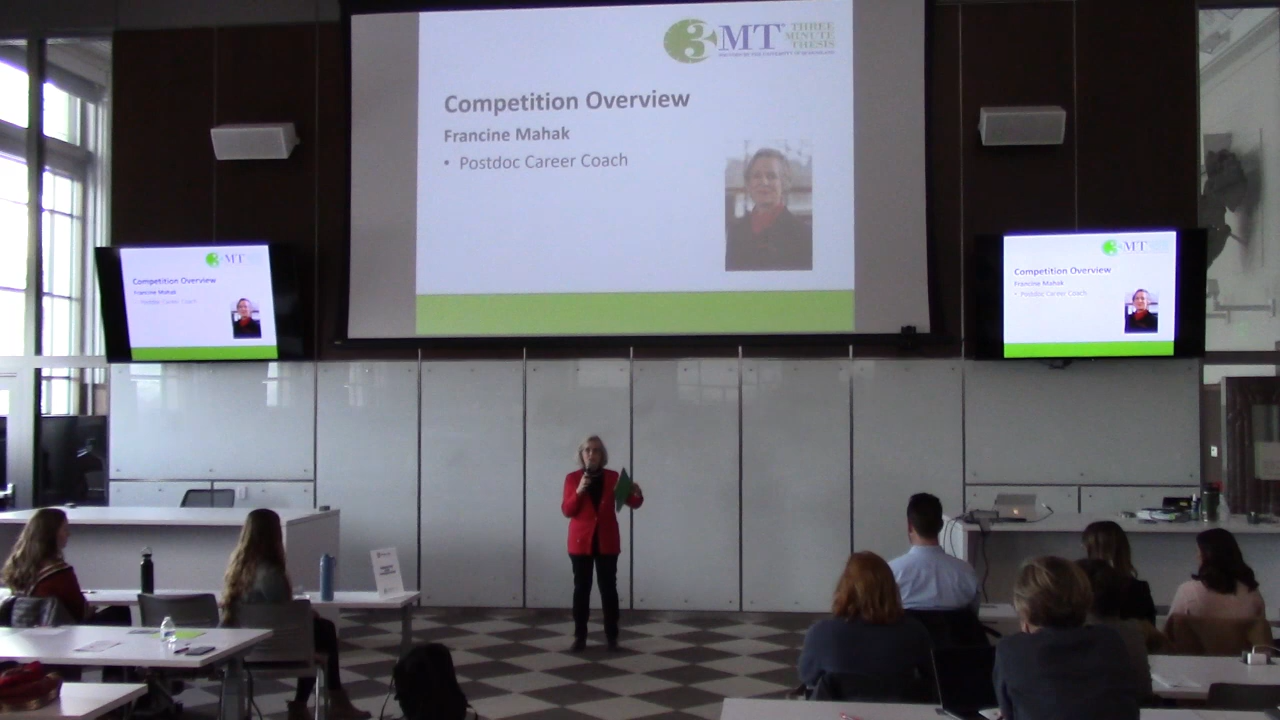 3MT® THREE
MINUTE
THESIS
Competition Overview
Francine Mahak
• Postdoc Career Coach
3MT
Competition Overview
Francine Mahak
• Postdoc Career Coach
3MT
Competition Overview
Francine Mahak
• Postdoc Career Coach